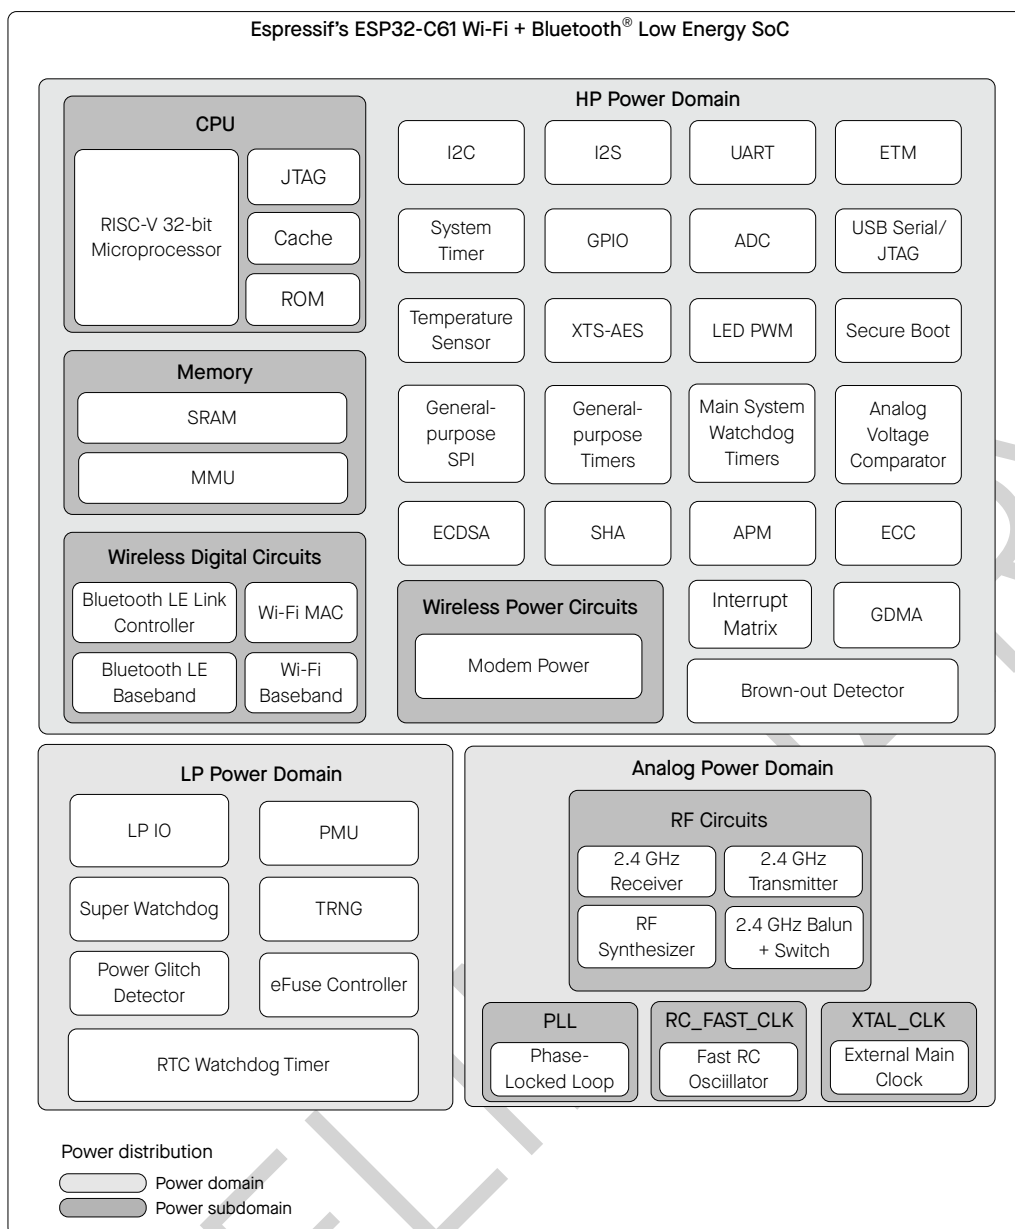 Espressif's ESP32-C61 Wi-Fi + Bluetooth® Low Energy SoC
HP Power Domain
CPU
RISC-V 32-bit
Microprocessor
JTAG
Cache
ROM
Memory
SRAM
MMU
Wireless Digital Circuits
Bluetooth LE Link
Controller
Wi-Fi MAC
Bluetooth LE
Baseband
Wi-Fi
Baseband
I2C
I2S
UART
ETM
System
Timer
GPIO
ADC
USB Serial/
JTAG
Temperature
Sensor
XTS-AES
LED PWM
Secure Boot
General-
purpose
SPI
General-
purpose
Timers
Main System
Watchdog
Timers
Analog
Voltage
Comparator
ECDSA
SHA
APM
ECC
Wireless Power Circuits
Modem Power
Interrupt
Matrix
GDMA
Brown-out Detector
LP Power Domain
LP IO
PMU
Super Watchdog
TRNG
Power Glitch
Detector
eFuse Controller
RTC Watchdog Timer
Analog Power Domain
RF Circuits
2.4 GHz
Receiver
2.4 GHz
Transmitter
RF
Synthesizer
2.4 GHz Balun
+ Switch
PLL
Phase-
Locked Loop
RC_FAST_CLK
Fast RC
Osciillator
XTAL_CLK
External Main
Clock
Power distribution
Power domain
Power subdomain